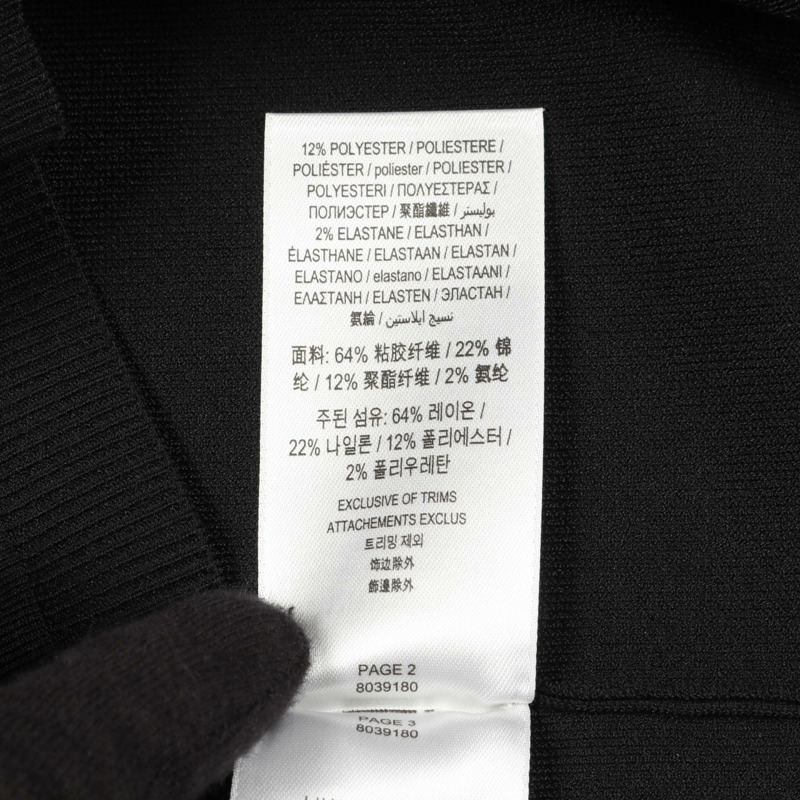 12% POLYESTER / POLIESTERE /
POLIÉSTER / poliester / POLIESTER /
POLYESTERI / ΠΟΛΥΕΣΤΕΡΑΣ /
ПОЛИЭСТЕР / 聚酯纖維 / بوليستر
2% ELASTANE / ELASTHAN /
ÉLASTHANE / ELASTAAN / ELASTAN /
ELASTANO / elastano / ELASTAANI /
ΕΛΑΣΤΑΝΗ / ELASTEN / ЭЛАСТАН /
氨綸 / نسيج ايلاستين
面料: 64% 粘胶纤维 / 22% 锦
纶 / 12% 聚酯纤维 / 2% 氨纶
주된 섬유: 64% 레이온 /
22% 나일론 / 12% 폴리에스터 /
2% 폴리우레탄
EXCLUSIVE OF TRIMS
ATTACHEMENTS EXCLUS
트리밍 제외
饰边除外
飾邊除外
PAGE 2
8039180
PAGE 3
8039180